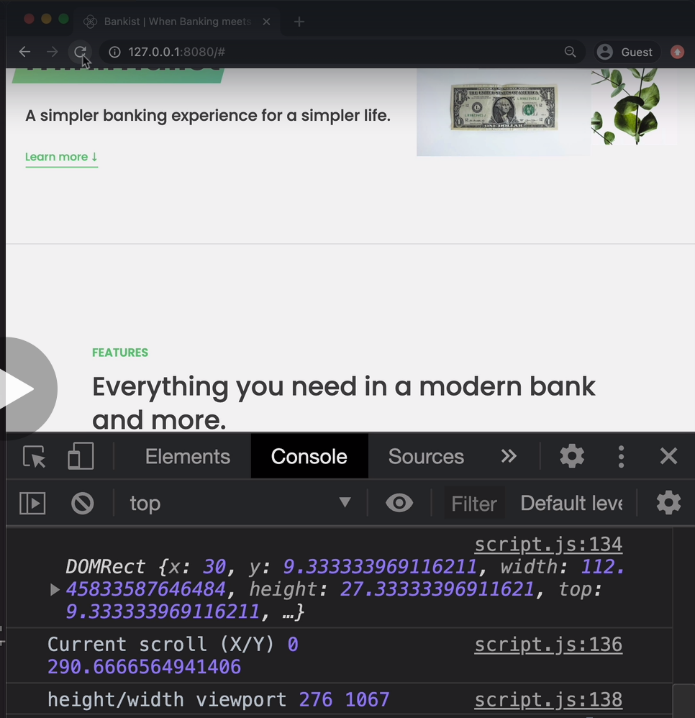 Bankist | When Banking meets
127.0.0.1:8080/#
Guest
A simpler banking experience for a simpler life.
Learn more ↓
FEATURES
Everything you need in a modern bank
and more.
Elements
Console
Sources
top
Filter
Default leve
script.js:134
DOMRect {x: 30, y: 9.333333969116211, width: 112.
45833587646484, height: 27.33333396911621, top:
9.333333969116211, …}
Current scroll (X/Y) 0
script.js:136
290.6666564941406
height/width viewport 276 1067
script.js:138